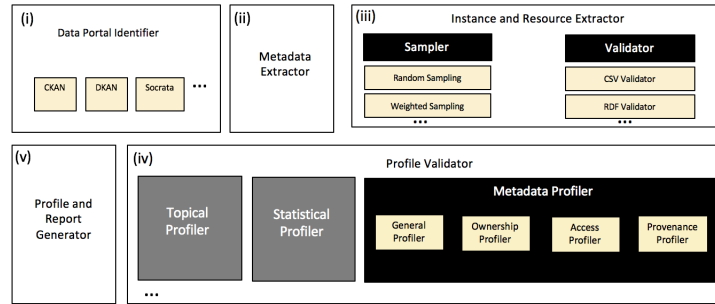 (i)
Data Portal Identifier
CKAN
DKAN
Socrata
...
(ii)
Metadata
Extractor
(iii)
Instance and Resource Extractor
Sampler
Random Sampling
Weighted Sampling
...
Validator
CSV Validator
RDF Validator
...
(v)
Profile and
Report
Generator
(iv)
Profile Validator
Topical
Profiler
Statistical
Profiler
Metadata Profiler
General
Profiler
Ownership
Profiler
Access
Profiler
Provenance
Profiler
...